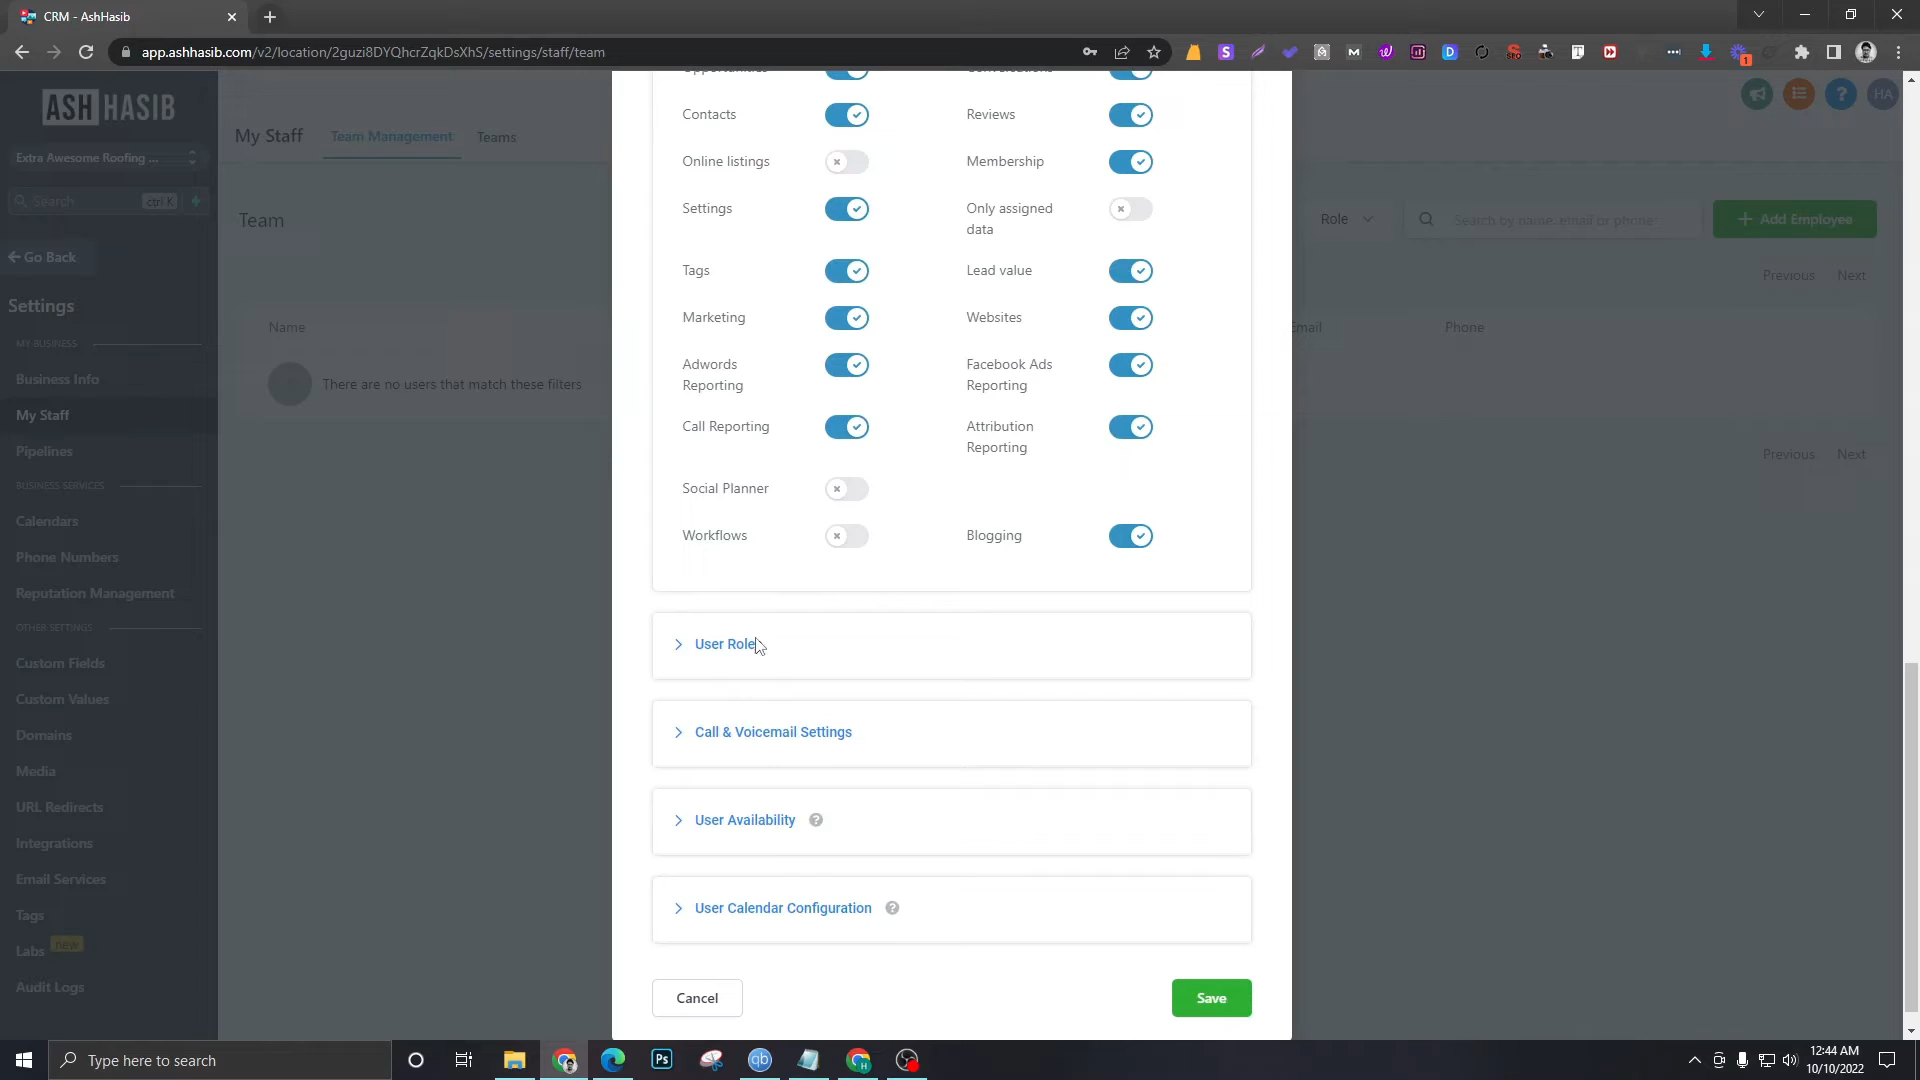 CRM - AshHasib
app.ashhasib.com/v2/location/2guzi8DYQhcrZqkDsXhS/settings/staff/team
ASH HASIB
Extra Awesome Roofing ...
Search
ctrl K
Go Back
Settings
MY BUSINESS
Business Info
My Staff
Pipelines
BUSINESS SERVICES
Calendars
Phone Numbers
Reputation Management
OTHER SETTINGS
Custom Fields
Custom Values
Domains
Media
URL Redirects
Integrations
Email Services
Tags
Labs new
Audit Logs
My Staff
Team Management
Teams
HA
Team
Role
Search by name, email or phone
Add Employee
Previous Next
Name
Email
Phone
There are no users that match these filters
Previous Next
Opportunities
Conversations
Contacts
Reviews
Online listings
Membership
Settings
Only assigned
data
Tags
Lead value
Marketing
Websites
Adwords
Reporting
Facebook Ads
Reporting
Call Reporting
Attribution
Reporting
Social Planner
Workflows
Blogging
User Role
Call & Voicemail Settings
User Availability
User Calendar Configuration
Cancel
Save
Type here to search
12:44 AM
10/10/2022